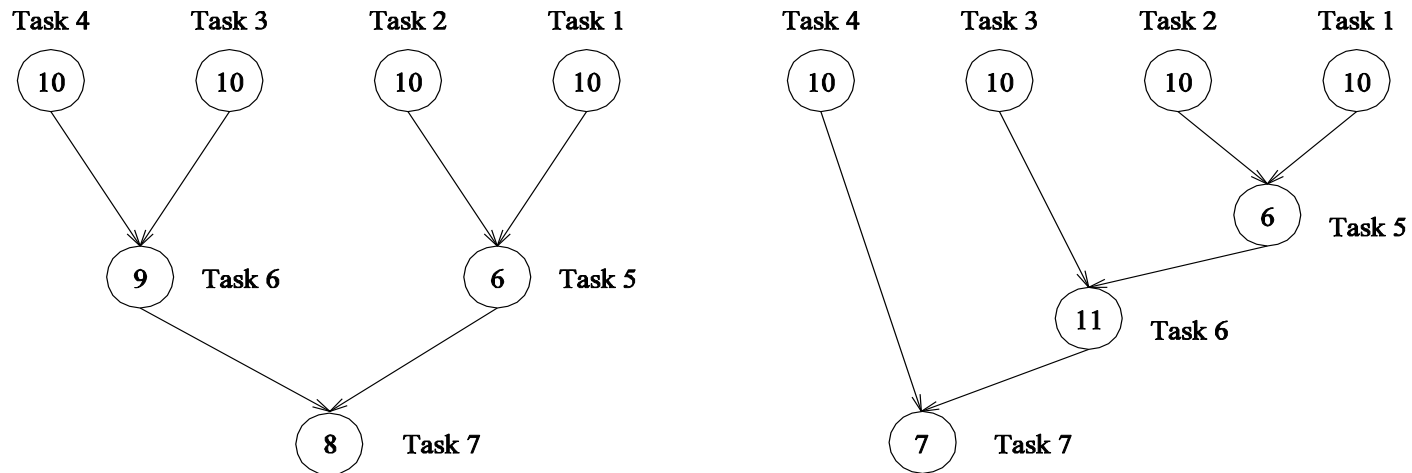 Task 4 Task 3 Task 2 Task 1
10 10 10 10
9 Task 6 6 Task 5
8 Task 7
Task 4 Task 3 Task 2 Task 1
10 10 10 10
6 Task 5
11 Task 6
7 Task 7